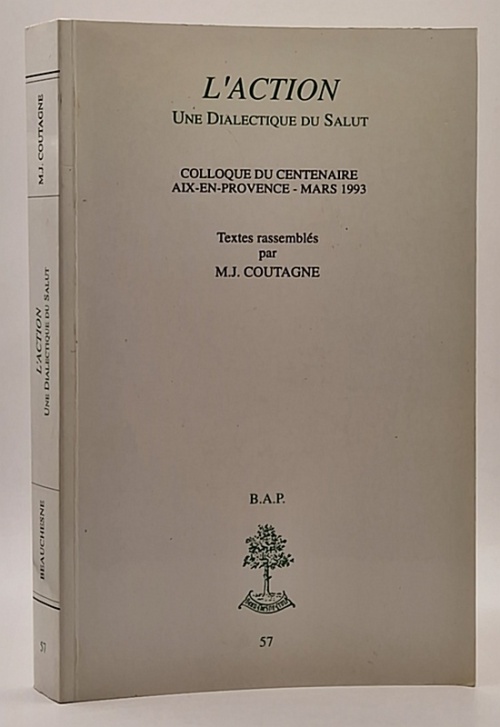 L'ACTION
UNE DIALECTIQUE DU SALUT
COLLOQUE DU CENTENAIRE
AIX-EN-PROVENCE - MARS 1993
Textes rassemblés
par
M.J. COUTAGNE
B.A.P.
57
M.J. COUTAGNE
L'ACTION
UNE DIALECTIQUE DU SALUT
BEAUCHESNE
57